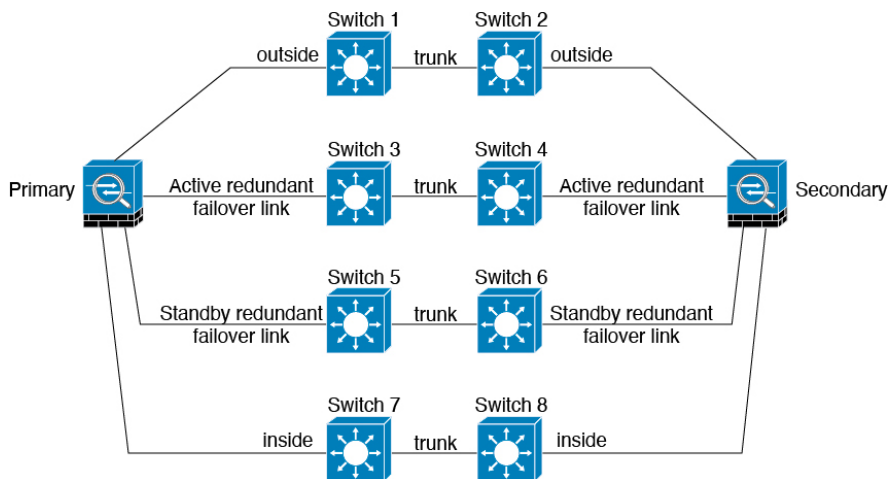 Switch 1
Switch 2
outside
trunk
outside
Switch 3
Switch 4
Primary
Active redundant
failover link
trunk
Active redundant
failover link
Secondary
Switch 5
Switch 6
Standby redundant
failover link
trunk
Standby redundant
failover link
Switch 7
Switch 8
inside
trunk
inside